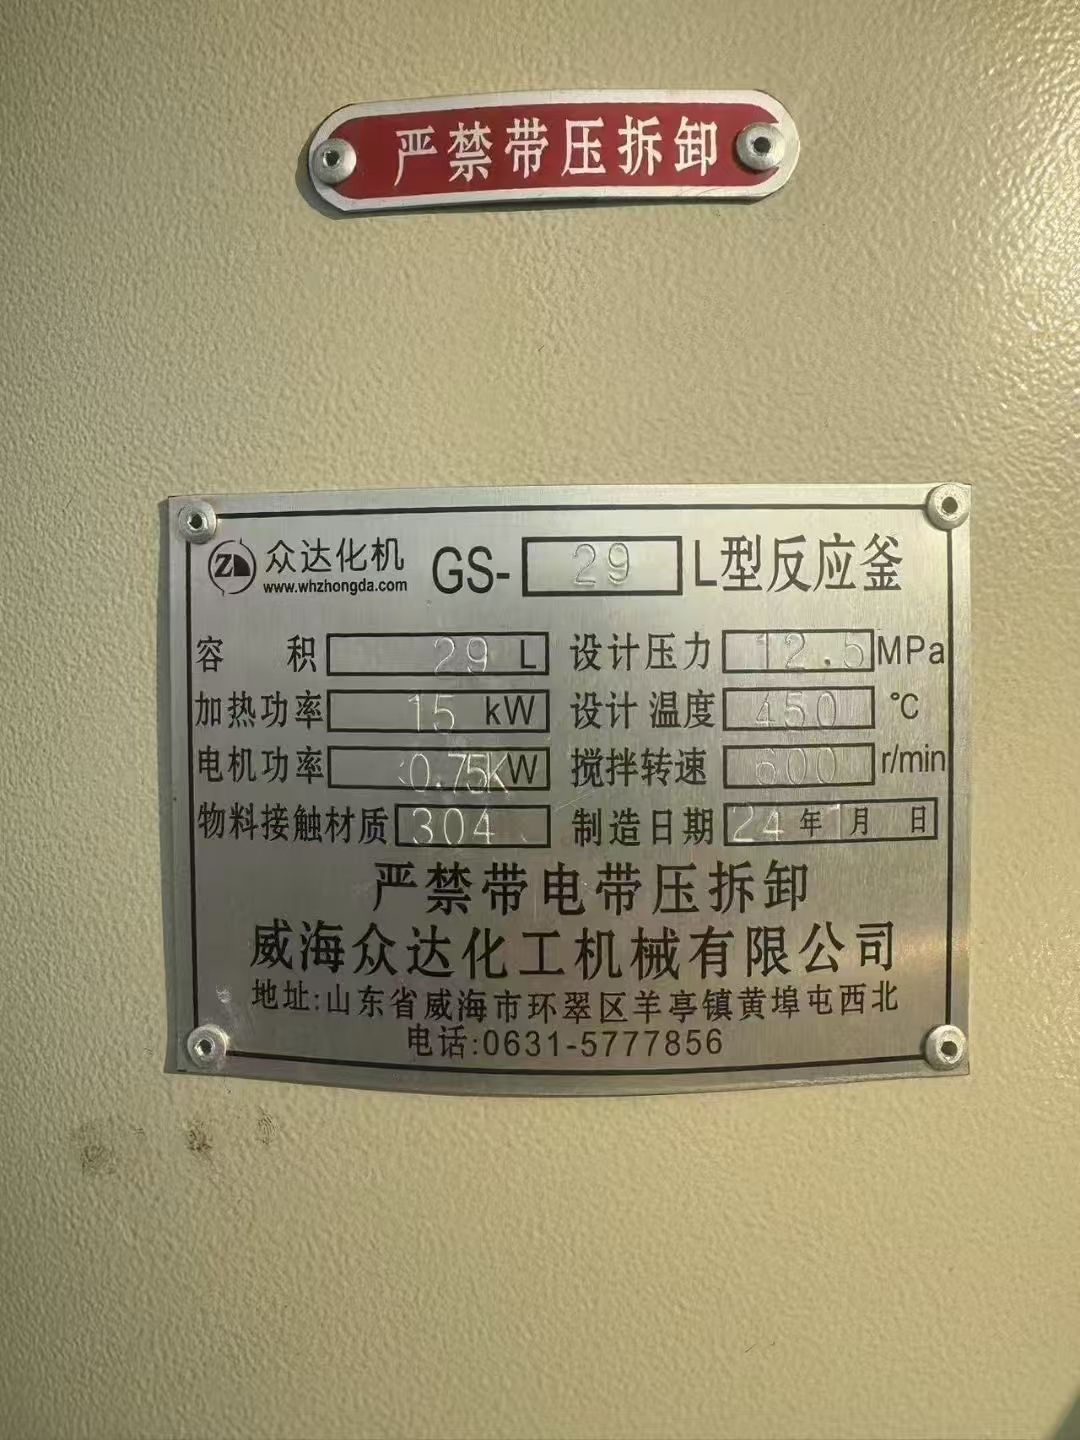 严禁带压拆卸
ZD 众达化机 GS-29L型反应釜
www.whzhongda.com
容 积 29 L 设计压力 12.5 MPa
加热功率 15 kW 设计温度 450 ℃
电机功率 0.75KW 搅拌转速 600 r/min
物料接触材质 304 制造日期 24年1月 日
严禁带电带压拆卸
威海众达化工机械有限公司
地址:山东省威海市环翠区羊亭镇黄埠屯西北
电话:0631-5777856